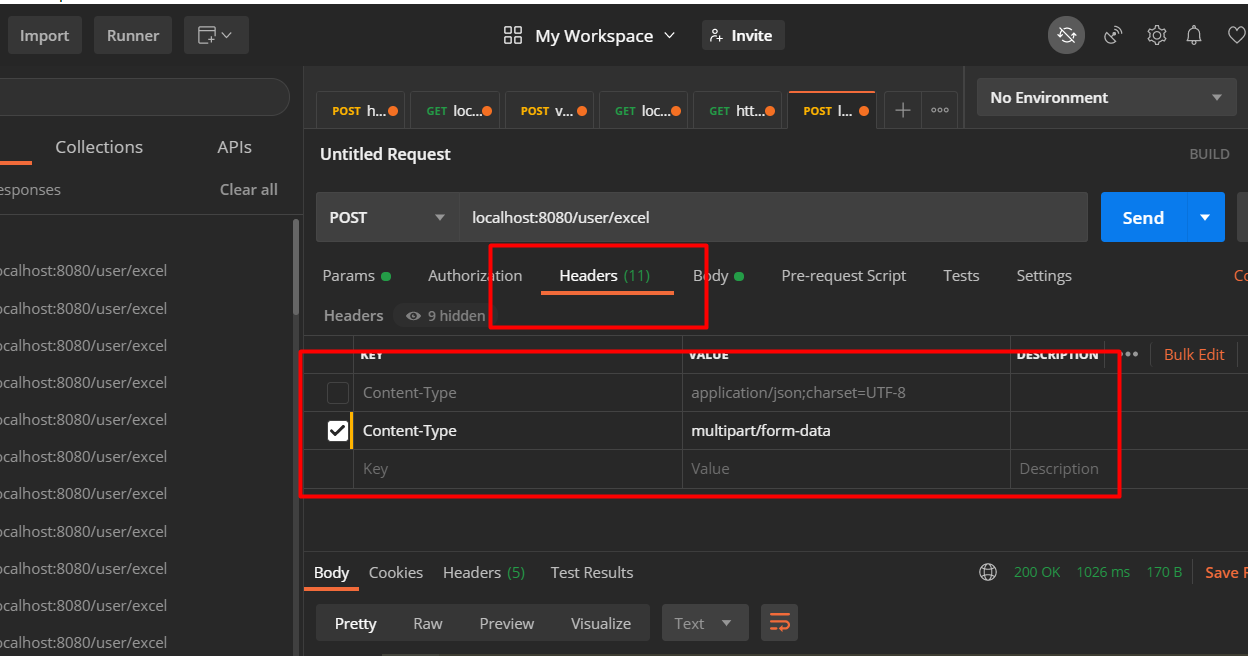 Import Runner My Workspace Invite
POST h... GET loc... POST v... GET loc... GET htt... POST l... No Environment
Collections APIs
Untitled Request BUILD
esponses Clear all
POST localhost:8080/user/excel Send
Params Authorization Headers (11) Body Pre-request Script Tests Settings Co
Headers 9 hidden
KEY VALUE DESCRIPTION Bulk Edit
Content-Type application/json;charset=UTF-8
Content-Type multipart/form-data
Key Value Description
ocalhost:8080/user/excel
ocalhost:8080/user/excel
ocalhost:8080/user/excel
ocalhost:8080/user/excel
ocalhost:8080/user/excel
ocalhost:8080/user/excel
ocalhost:8080/user/excel
ocalhost:8080/user/excel
ocalhost:8080/user/excel
ocalhost:8080/user/excel
ocalhost:8080/user/excel
Body Cookies Headers (5) Test Results 200 OK 1026 ms 170 B Save
Pretty Raw Preview Visualize Text